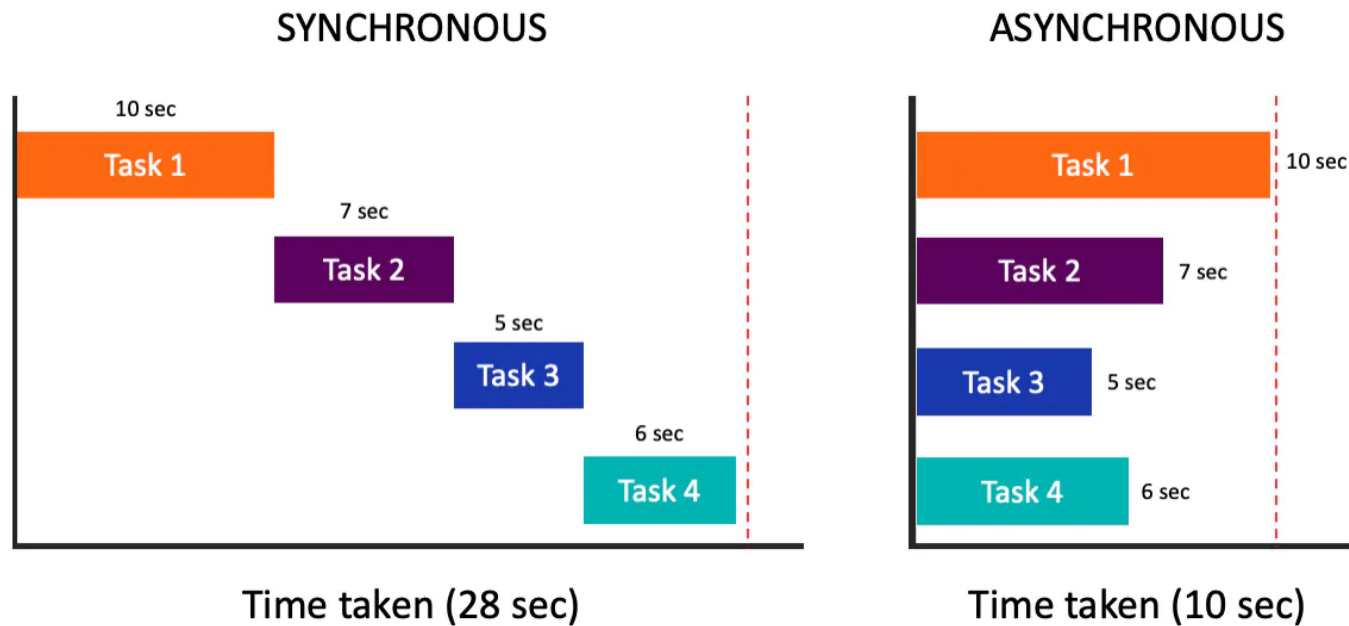 SYNCHRONOUS
10 sec
Task 1
7 sec
Task 2
5 sec
Task 3
6 sec
Task 4
Time taken (28 sec)
ASYNCHRONOUS
Task 1
10 sec
Task 2
7 sec
Task 3
5 sec
Task 4
6 sec
Time taken (10 sec)